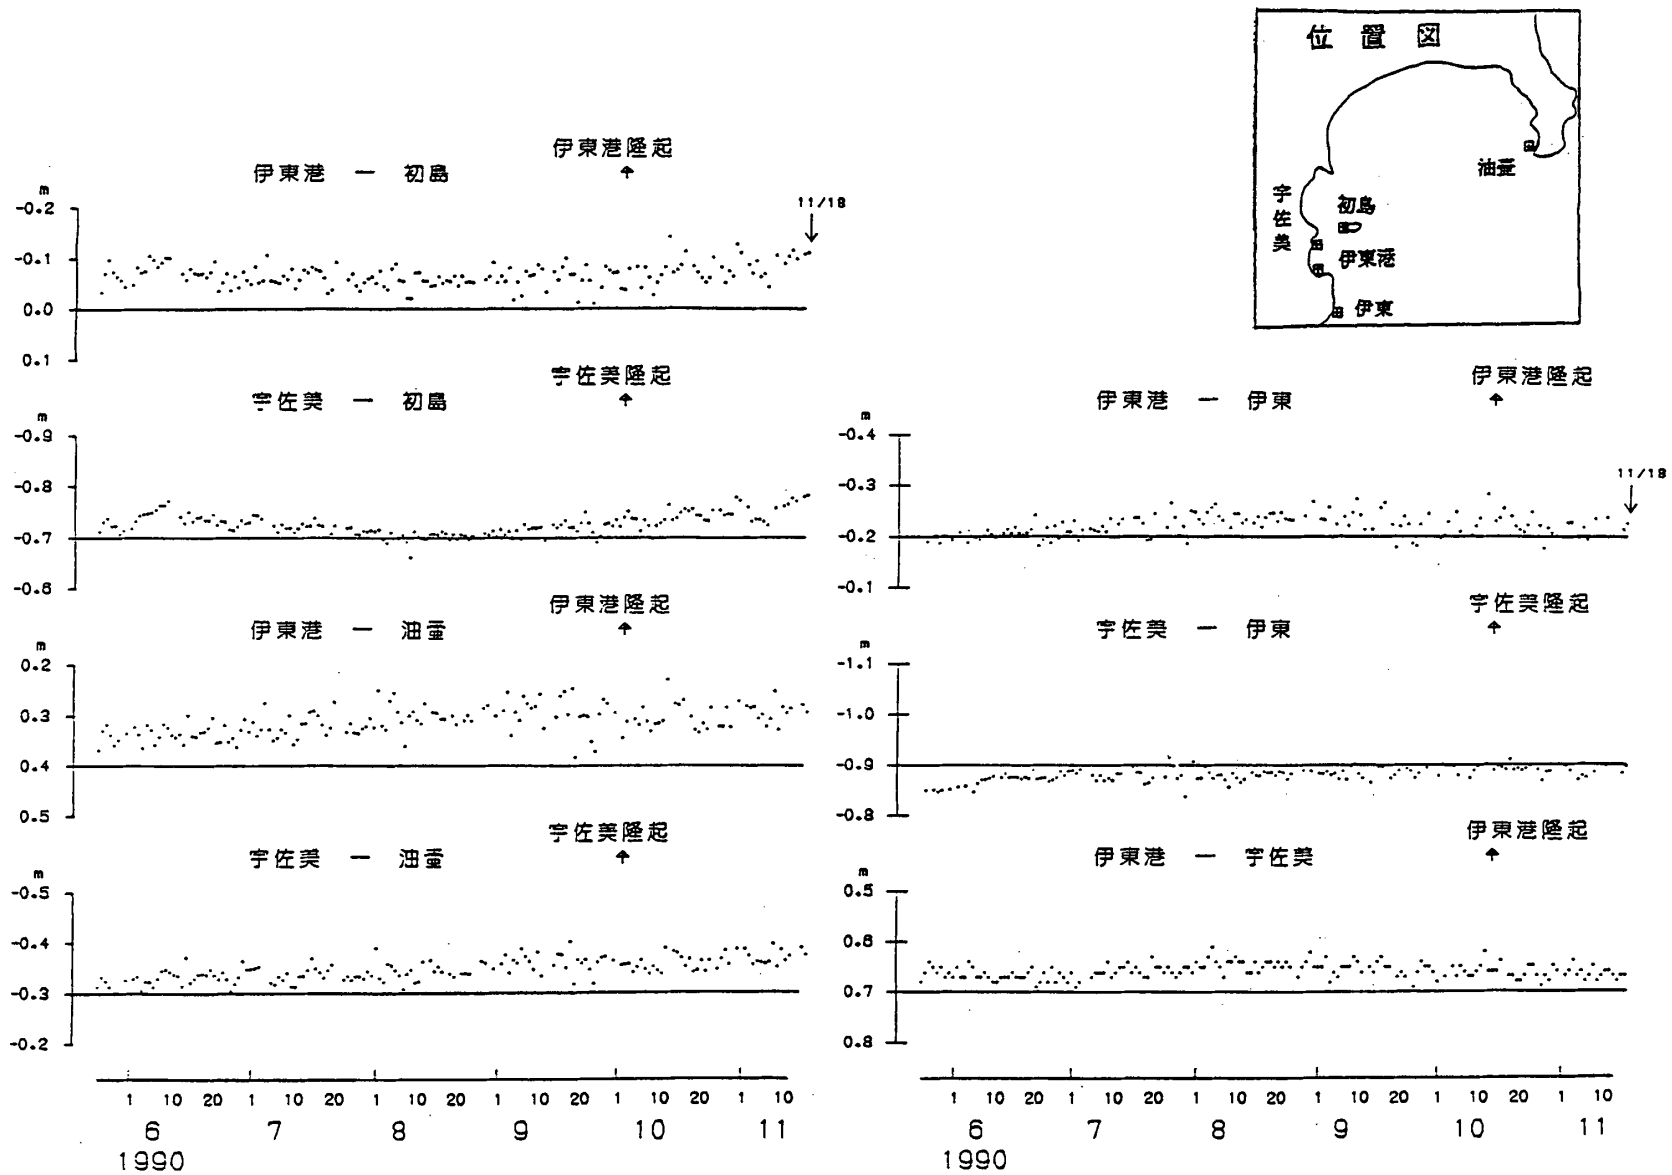 位置図
油壷
初島
宇佐美
伊東港
伊東
伊東港 — 初島
伊東港隆起
m
11/18
-0.2
-0.1
0.0
0.1
宇佐美 — 初島
宇佐美隆起
m
-0.9
-0.8
-0.7
-0.6
伊東港 — 油壷
伊東港隆起
m
0.2
0.3
0.4
0.5
宇佐美 — 油壷
宇佐美隆起
m
-0.5
-0.4
-0.3
-0.2
1 10 20 1 10 20 1 10 20 1 10 20 1 10 20 1 10
6 7 8 9 10 11
1990
伊東港 — 伊東
伊東港隆起
m
11/18
-0.4
-0.3
-0.2
-0.1
宇佐美 — 伊東
宇佐美隆起
m
-1.1
-1.0
-0.9
-0.8
伊東港 — 宇佐美
伊東港隆起
m
0.5
0.6
0.7
0.8
1 10 20 1 10 20 1 10 20 1 10 20 1 10 20 1 10
6 7 8 9 10 11
1990